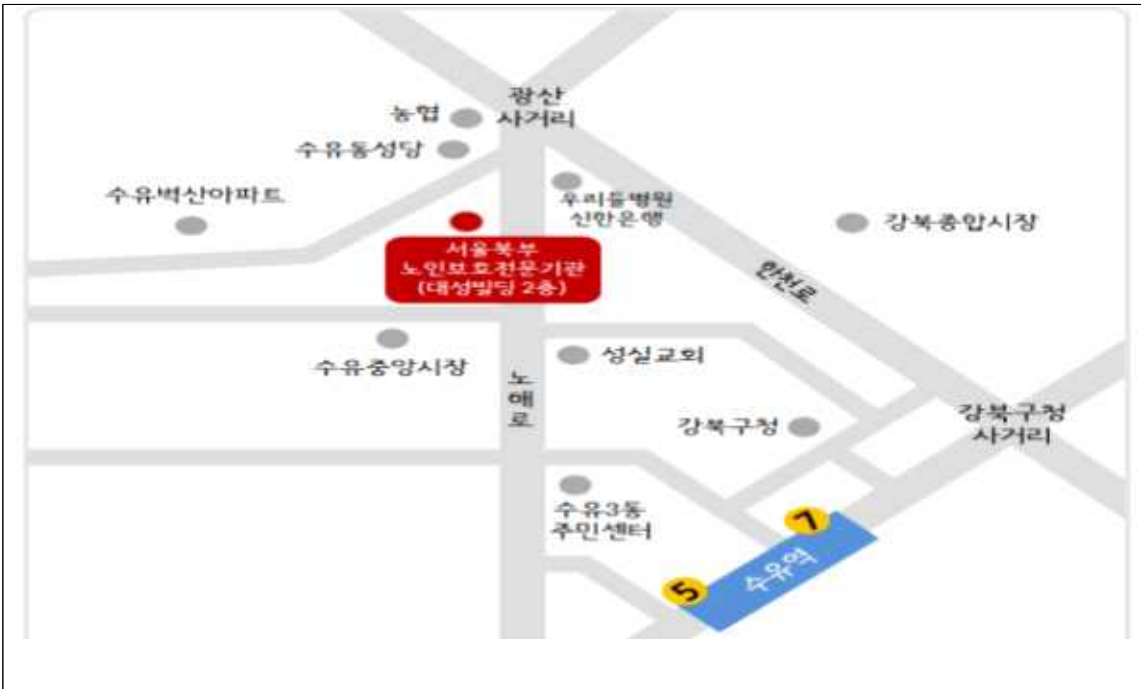 광산
사거리
농협
수유동성당
우리들병원
신한은행
수유벽산아파트
강북종합시장
서울북부
노인보호전문기관
(대성빌딩 2층)
한천로
수유중앙시장
성실교회
노
해
로
강북구청
강북구청
사거리
수유3동
주민센터
7
수유역
5